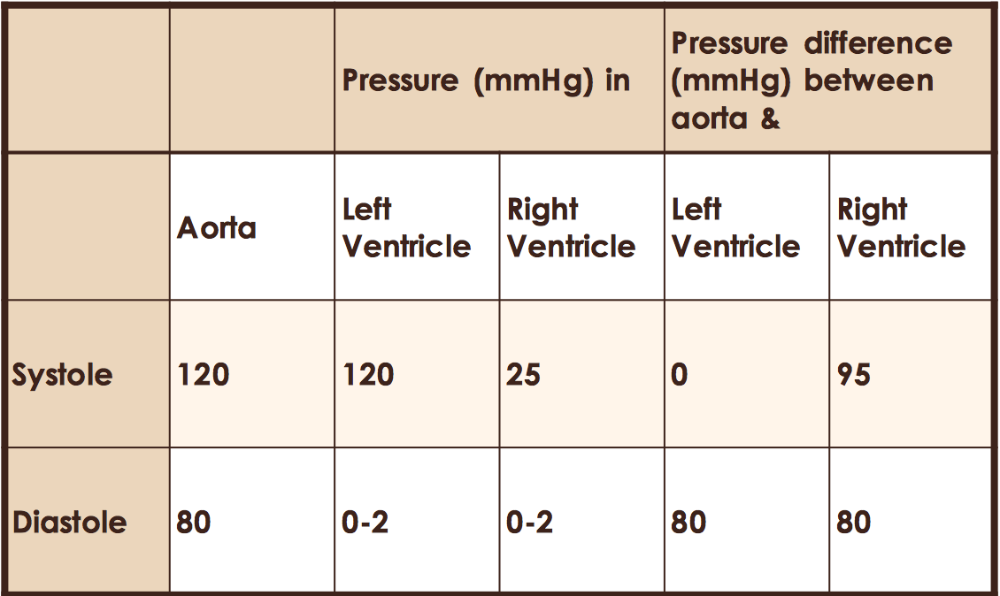 Pressure (mmHg) in
Pressure difference
(mmHg) between
aorta &
Aorta
Left
Ventricle
Right
Ventricle
Left
Ventricle
Right
Ventricle
Systole
120
120
25
0
95
Diastole
80
0-2
0-2
80
80